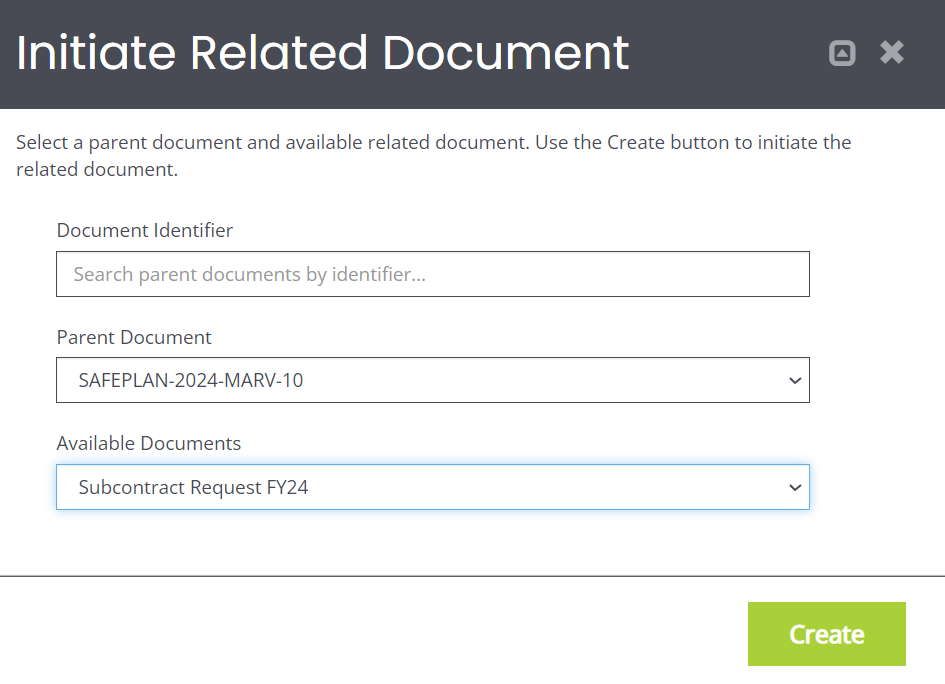 Initiate Related Document
Select a parent document and available related document. Use the Create button to initiate the
related document.
Document Identifier
Search parent documents by identifier...
Parent Document
SAFEPLAN-2024-MARV-10
Available Documents
Subcontract Request FY24
Create